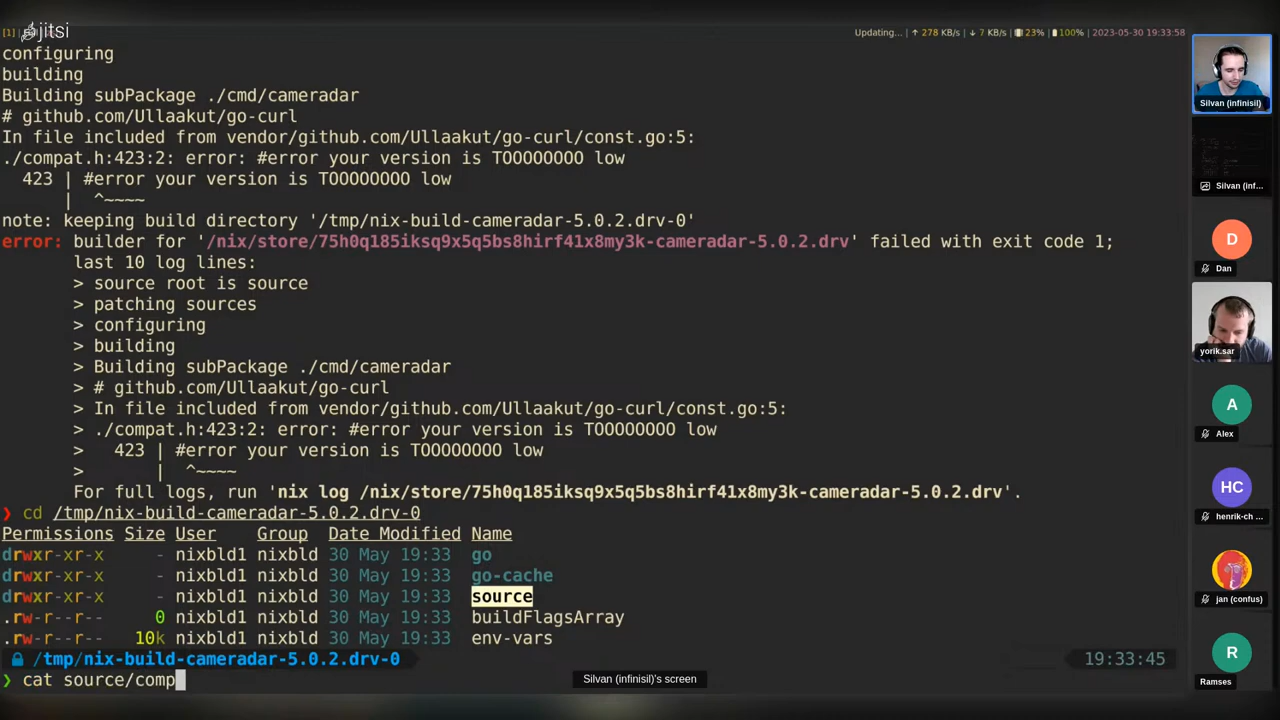 jitsi
[1] Updating... | ↑ 278 KB/s | ↓ 7 KB/s | 23% | 100% | 2023-05-30 19:33:58
configuring
building
Building subPackage ./cmd/cameradar
# github.com/Ullaakut/go-curl
In file included from vendor/github.com/Ullaakut/go-curl/const.go:5:
./compat.h:423:2: error: #error your version is TOOOOOOOO low
423 | #error your version is TOOOOOOOO low
| ^~~~~
note: keeping build directory '/tmp/nix-build-cameradar-5.0.2.drv-0'
error: builder for '/nix/store/75h0q185iksq9x5q5bs8hirf41x8my3k-cameradar-5.0.2.drv' failed with exit code 1;
last 10 log lines:
> source root is source
> patching sources
> configuring
> building
> Building subPackage ./cmd/cameradar
> # github.com/Ullaakut/go-curl
> In file included from vendor/github.com/Ullaakut/go-curl/const.go:5:
> ./compat.h:423:2: error: #error your version is TOOOOOOOO low
> 423 | #error your version is TOOOOOOOO low
> | ^~~~~
For full logs, run 'nix log /nix/store/75h0q185iksq9x5q5bs8hirf41x8my3k-cameradar-5.0.2.drv'.
❯ cd /tmp/nix-build-cameradar-5.0.2.drv-0
Permissions Size User Group Date Modified Name
drwxr-xr-x - nixbld1 nixbld 30 May 19:33 go
drwxr-xr-x - nixbld1 nixbld 30 May 19:33 go-cache
drwxr-xr-x - nixbld1 nixbld 30 May 19:33 source
.rw-r--r-- 0 nixbld1 nixbld 30 May 19:33 buildFlagsArray
.rw-r--r-- 10k nixbld1 nixbld 30 May 19:33 env-vars
/tmp/nix-build-cameradar-5.0.2.drv-0 19:33:45
❯ cat source/comp
Silvan (infinisil)'s screen
Silvan (infinisil)
Silvan (inf...
D
Dan
yorik.sar
A
Alex
HC
henrik-ch ...
jan (confus)
R
Ramses